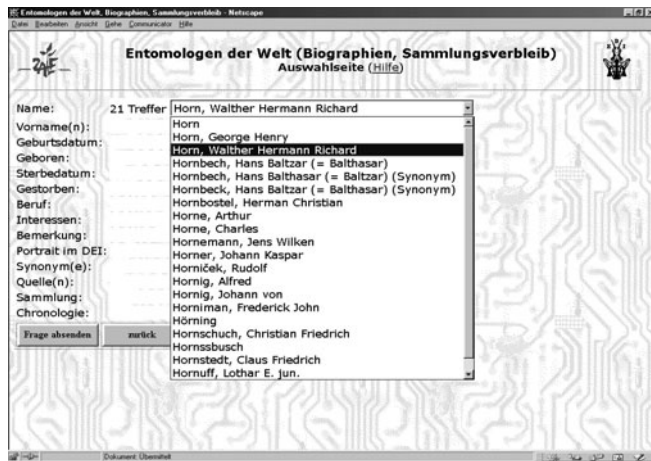 Entomologen der Welt, Biographien, Sammlungsverbleib - Netscape
Datei Bearbeiten Ansicht Gehe Communicator Hilfe
ZALF
Entomologen der Welt (Biographien, Sammlungsverbleib)
Auswahlseite (Hilfe)
Name: 21 Treffer Horn, Walther Hermann Richard
Vorname(n):
Geburtsdatum:
Geboren:
Sterbedatum:
Gestorben:
Beruf:
Interessen:
Bemerkung:
Portrait im DEI:
Synonym(e):
Quelle(n):
Sammlung:
Chronologie:
Horn
Horn, George Henry
Horn, Walther Hermann Richard
Hornbech, Hans Baltzar (= Balthasar)
Hornbech, Hans Balthasar (= Baltzar) (Synonym)
Hornbeck, Hans Baltzar (= Balthasar) (Synonym)
Hornbostel, Herman Christian
Horne, Arthur
Horne, Charles
Hornemann, Jens Wilken
Horner, Johann Kaspar
Horniček, Rudolf
Hornig, Alfred
Hornig, Johann von
Horniman, Frederick John
Hörning
Hornschuch, Christian Friedrich
Hornssbusch
Hornstedt, Claus Friedrich
Hornuff, Lothar E. jun.
Frage absenden zurück
Dokument: Übermittelt